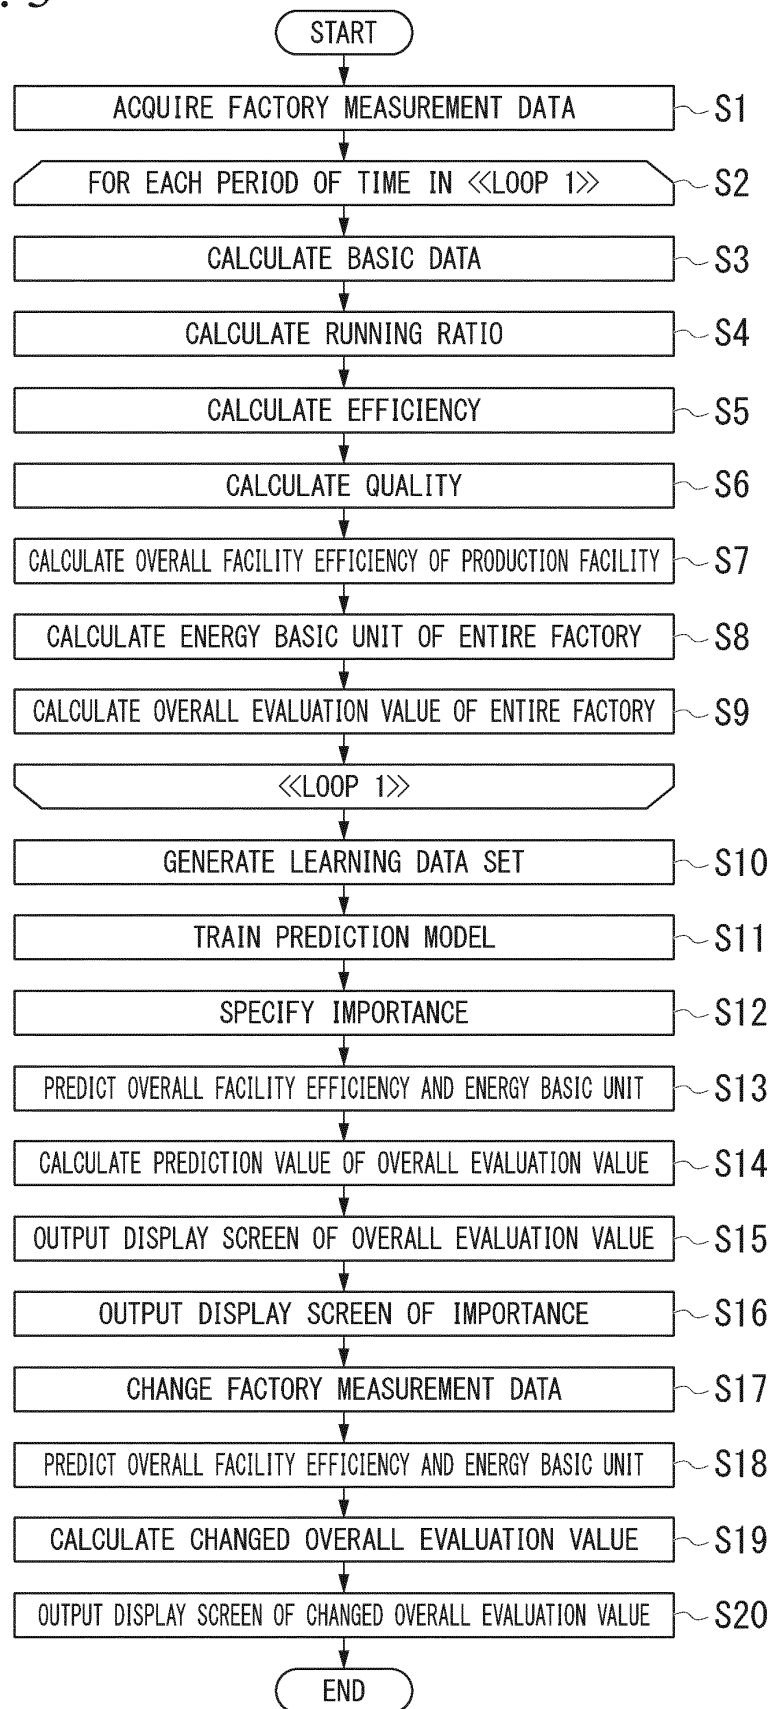 START
ACQUIRE FACTORY MEASUREMENT DATA S1
FOR EACH PERIOD OF TIME IN ≪LOOP 1≫ S2
CALCULATE BASIC DATA S3
CALCULATE RUNNING RATIO S4
CALCULATE EFFICIENCY S5
CALCULATE QUALITY S6
CALCULATE OVERALL FACILITY EFFICIENCY OF PRODUCTION FACILITY S7
CALCULATE ENERGY BASIC UNIT OF ENTIRE FACTORY S8
CALCULATE OVERALL EVALUATION VALUE OF ENTIRE FACTORY S9
≪LOOP 1≫
GENERATE LEARNING DATA SET S10
TRAIN PREDICTION MODEL S11
SPECIFY IMPORTANCE S12
PREDICT OVERALL FACILITY EFFICIENCY AND ENERGY BASIC UNIT S13
CALCULATE PREDICTION VALUE OF OVERALL EVALUATION VALUE S14
OUTPUT DISPLAY SCREEN OF OVERALL EVALUATION VALUE S15
OUTPUT DISPLAY SCREEN OF IMPORTANCE S16
CHANGE FACTORY MEASUREMENT DATA S17
PREDICT OVERALL FACILITY EFFICIENCY AND ENERGY BASIC UNIT S18
CALCULATE CHANGED OVERALL EVALUATION VALUE S19
OUTPUT DISPLAY SCREEN OF CHANGED OVERALL EVALUATION VALUE S20
END